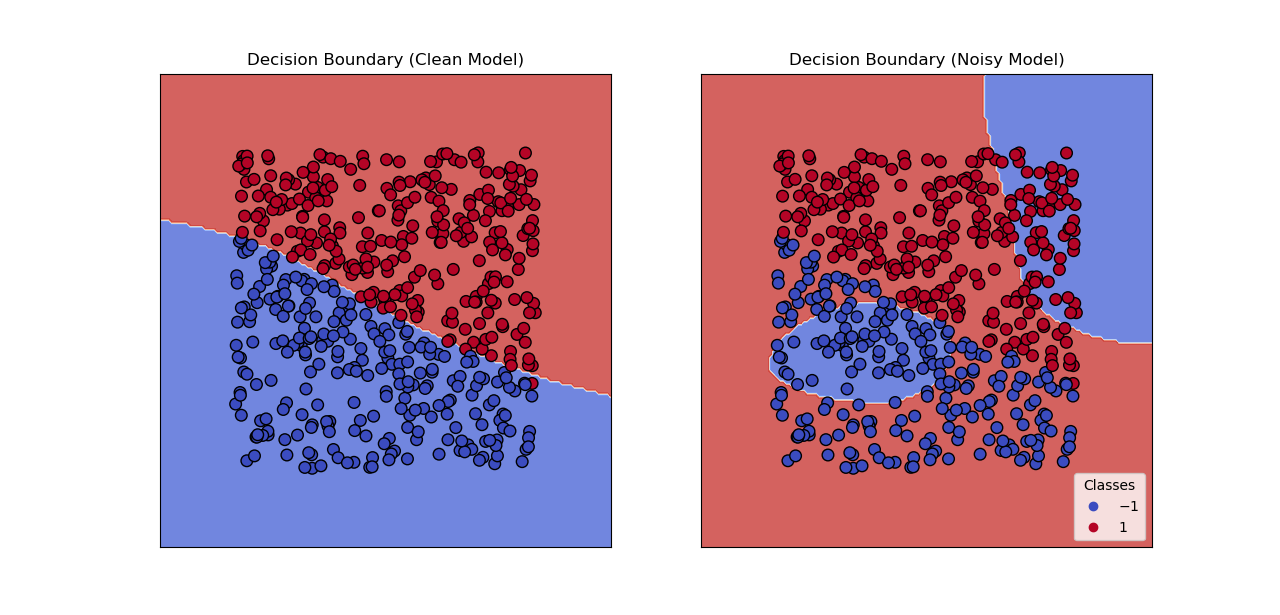 Decision Boundary (Clean Model)
Decision Boundary (Noisy Model)
Classes
−1
1